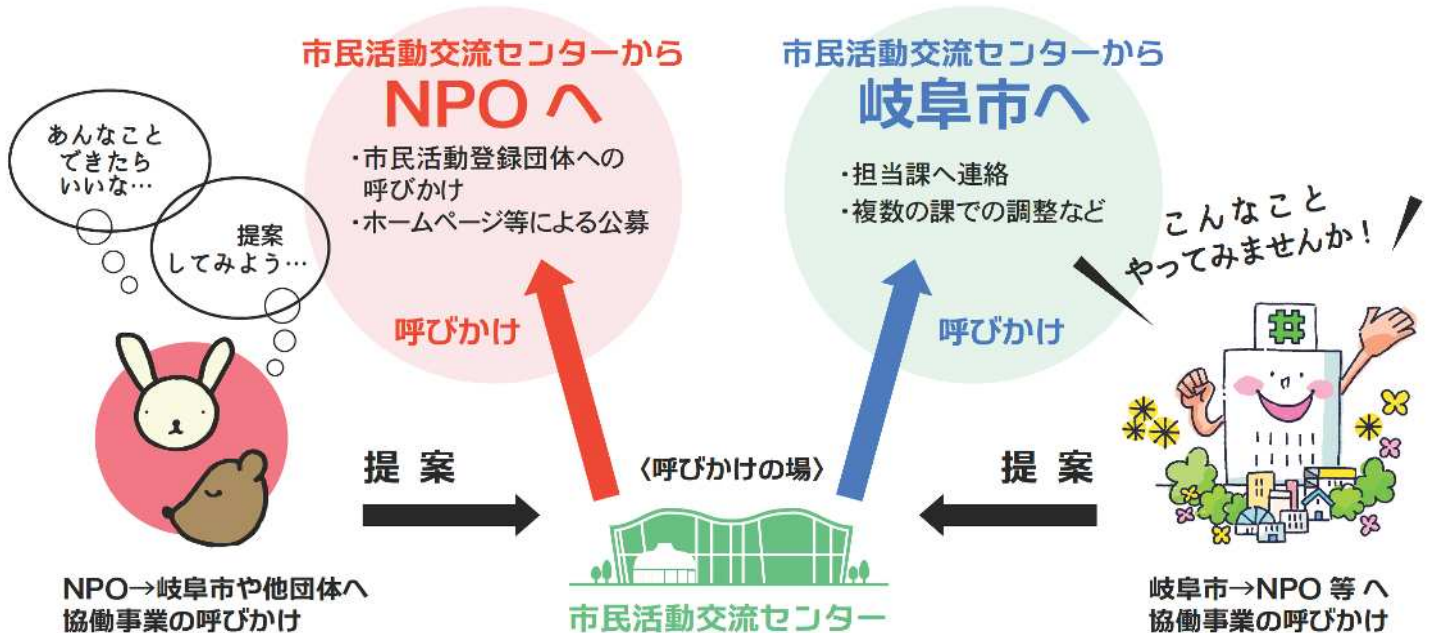 市民活動交流センターから
NPO へ
・市民活動登録団体への
呼びかけ
・ホームページ等による公募
呼びかけ
市民活動交流センターから
岐阜市へ
・担当課へ連絡
・複数の課での調整など
呼びかけ
あんなこと
できたら
いいな…
提案
してみよう…
こんなこと
やってみませんか！
提 案
〈呼びかけの場〉
提 案
NPO→岐阜市や他団体へ
協働事業の呼びかけ
市民活動交流センター
岐阜市→NPO 等 へ
協働事業の呼びかけ